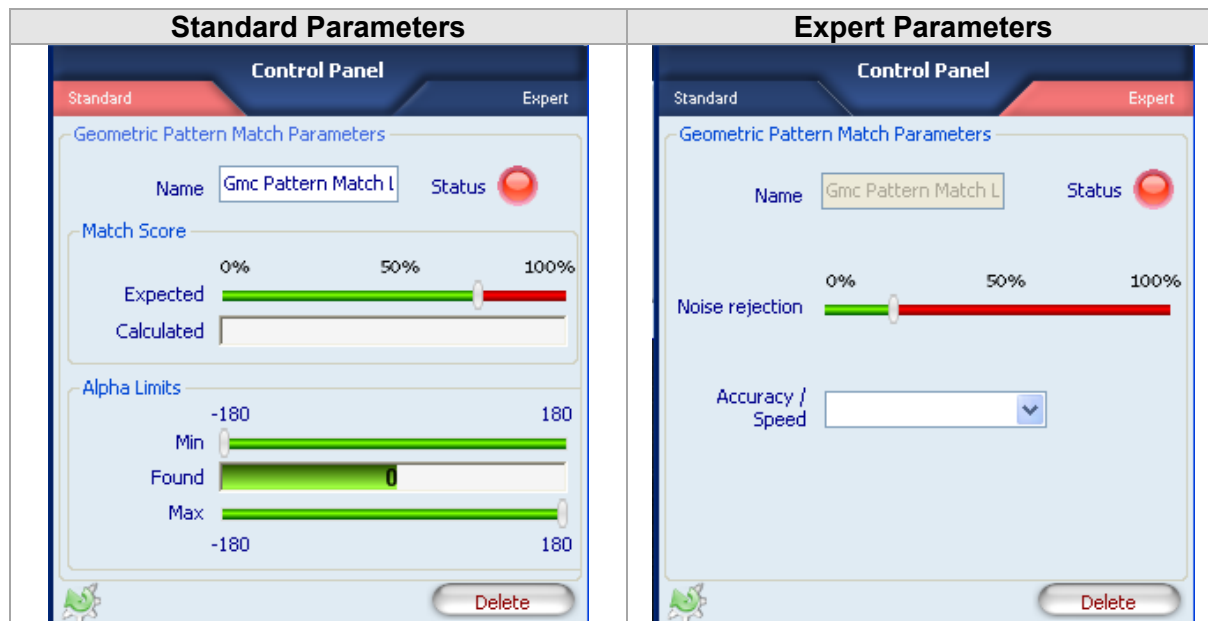 Standard Parameters
Expert Parameters
Control Panel
Standard Expert
Geometric Pattern Match Parameters
Name Gmc Pattern Match L Status
Match Score
0% 50% 100%
Expected
Calculated
Alpha Limits
-180 180
Min
Found 0
Max
-180 180
Delete
Control Panel
Standard Expert
Geometric Pattern Match Parameters
Name Gmc Pattern Match L Status
0% 50% 100%
Noise rejection
Accuracy /
Speed
Delete